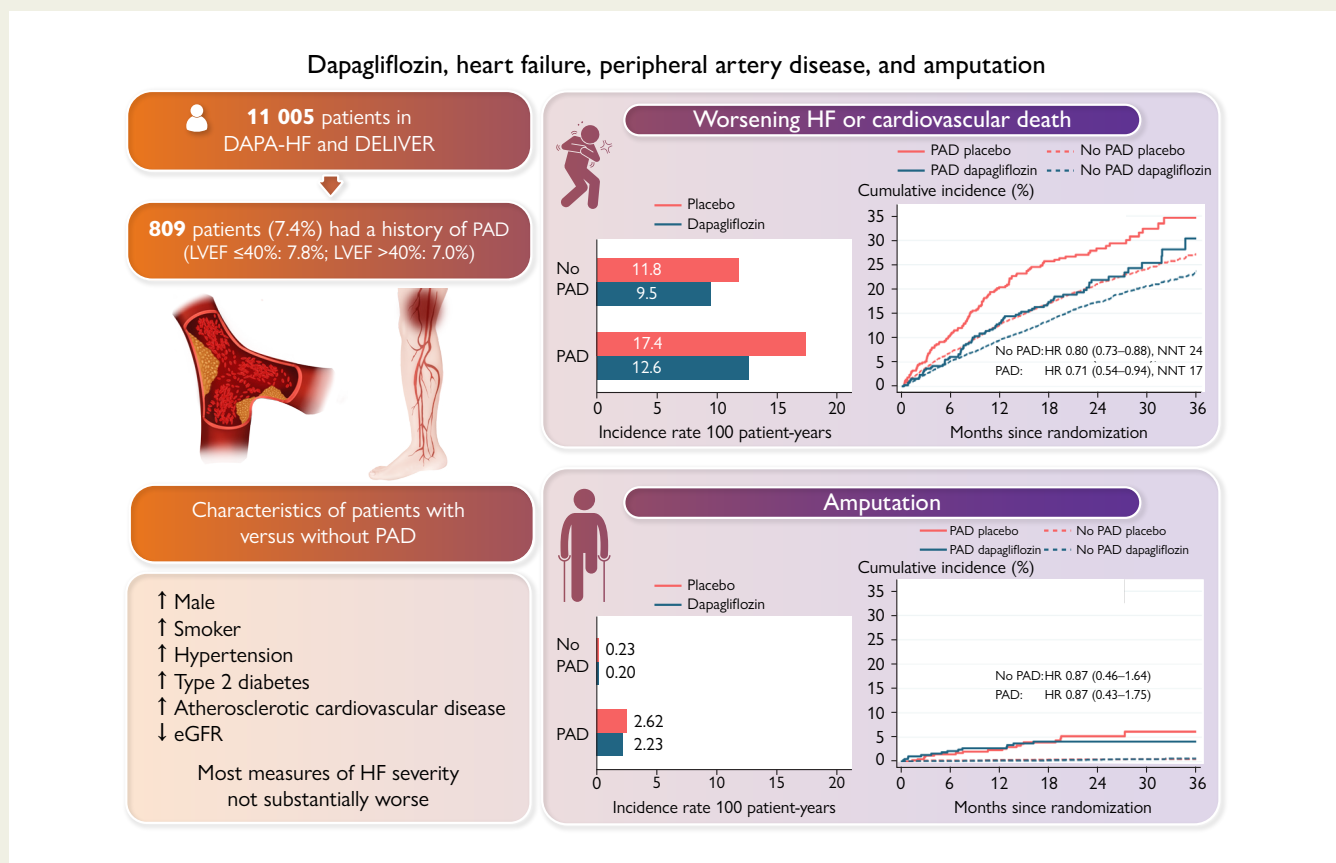 Dapagliflozin, heart failure, peripheral artery disease, and amputation
11 005 patients in
DAPA-HF and DELIVER
809 patients (7.4%) had a history of PAD
(LVEF ≤40%: 7.8%; LVEF >40%: 7.0%)
Characteristics of patients with
versus without PAD
↑ Male
↑ Smoker
↑ Hypertension
↑ Type 2 diabetes
↑ Atherosclerotic cardiovascular disease
↓ eGFR
Most measures of HF severity
not substantially worse
Worsening HF or cardiovascular death
Placebo
Dapagliflozin
No
PAD
11.8
9.5
PAD
17.4
12.6
0 5 10 15 20
Incidence rate 100 patient-years
PAD placebo No PAD placebo
PAD dapagliflozin No PAD dapagliflozin
Cumulative incidence (%)
35
30
25
20
15
10
5
0
No PAD: HR 0.80 (0.73–0.88), NNT 24
PAD: HR 0.71 (0.54–0.94), NNT 17
0 6 12 18 24 30 36
Months since randomization
Amputation
Placebo
Dapagliflozin
No
PAD
0.23
0.20
PAD
2.62
2.23
0 5 10 15 20
Incidence rate 100 patient-years
PAD placebo No PAD placebo
PAD dapagliflozin No PAD dapagliflozin
Cumulative incidence (%)
35
30
25
20
15
10
5
0
No PAD: HR 0.87 (0.46–1.64)
PAD: HR 0.87 (0.43–1.75)
0 6 12 18 24 30 36
Months since randomization